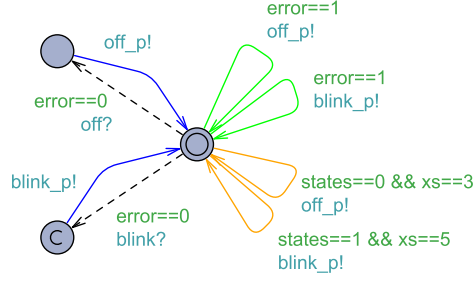 error==1
off_p!
off_p!
error==1
blink_p!
error==0
off?
blink_p!
states==0 && xs==3
off_p!
error==0
blink?
C
states==1 && xs==5
blink_p!